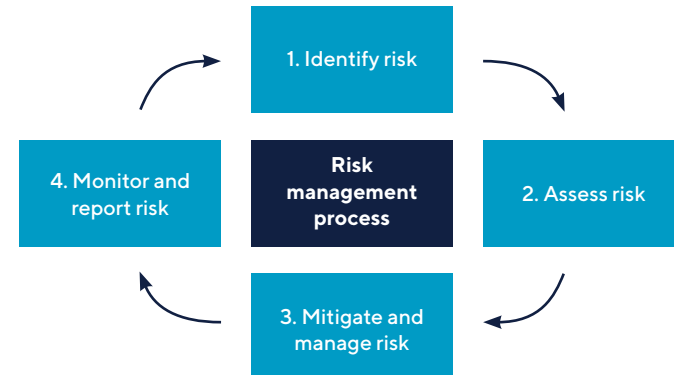 1. Identify risk
4. Monitor and
report risk
Risk
management
process
2. Assess risk
3. Mitigate and
manage risk